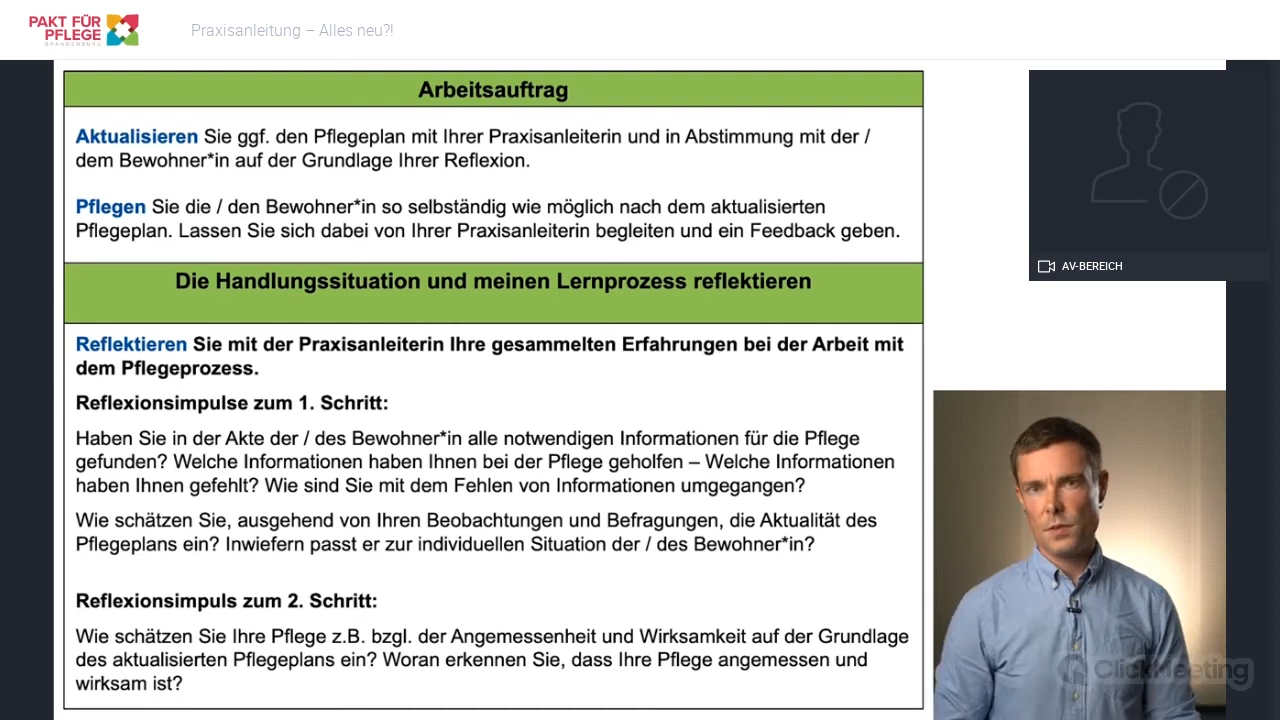 PAKT FÜR
PFLEGE
BRANDENBURG
Praxisanleitung – Alles neu?!
Arbeitsauftrag
Aktualisieren Sie ggf. den Pflegeplan mit Ihrer Praxisanleiterin und in Abstimmung mit der /
dem Bewohner*in auf der Grundlage Ihrer Reflexion.
Pflegen Sie die / den Bewohner*in so selbständig wie möglich nach dem aktualisierten
Pflegeplan. Lassen Sie sich dabei von Ihrer Praxisanleiterin begleiten und ein Feedback geben.
Die Handlungssituation und meinen Lernprozess reflektieren
Reflektieren Sie mit der Praxisanleiterin Ihre gesammelten Erfahrungen bei der Arbeit mit
dem Pflegeprozess.
Reflexionsimpulse zum 1. Schritt:
Haben Sie in der Akte der / des Bewohner*in alle notwendigen Informationen für die Pflege
gefunden? Welche Informationen haben Ihnen bei der Pflege geholfen – Welche Informationen
haben Ihnen gefehlt? Wie sind Sie mit dem Fehlen von Informationen umgegangen?
Wie schätzen Sie, ausgehend von Ihren Beobachtungen und Befragungen, die Aktualität des
Pflegeplans ein? Inwiefern passt er zur individuellen Situation der / des Bewohner*in?
Reflexionsimpuls zum 2. Schritt:
Wie schätzen Sie Ihre Pflege z.B. bzgl. der Angemessenheit und Wirksamkeit auf der Grundlage
des aktualisierten Pflegeplans ein? Woran erkennen Sie, dass Ihre Pflege angemessen und
wirksam ist?
AV-BEREICH
ClickMeeting